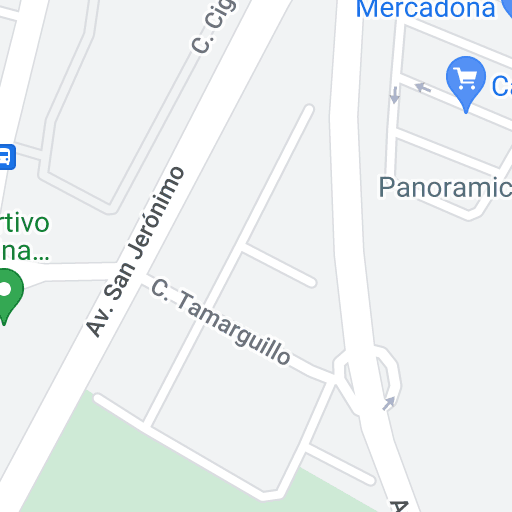 Mercadona
C. Cig
Ca
Panoramic
rtivo
na...
Av. San Jerónimo
C. Tamarguillo
A